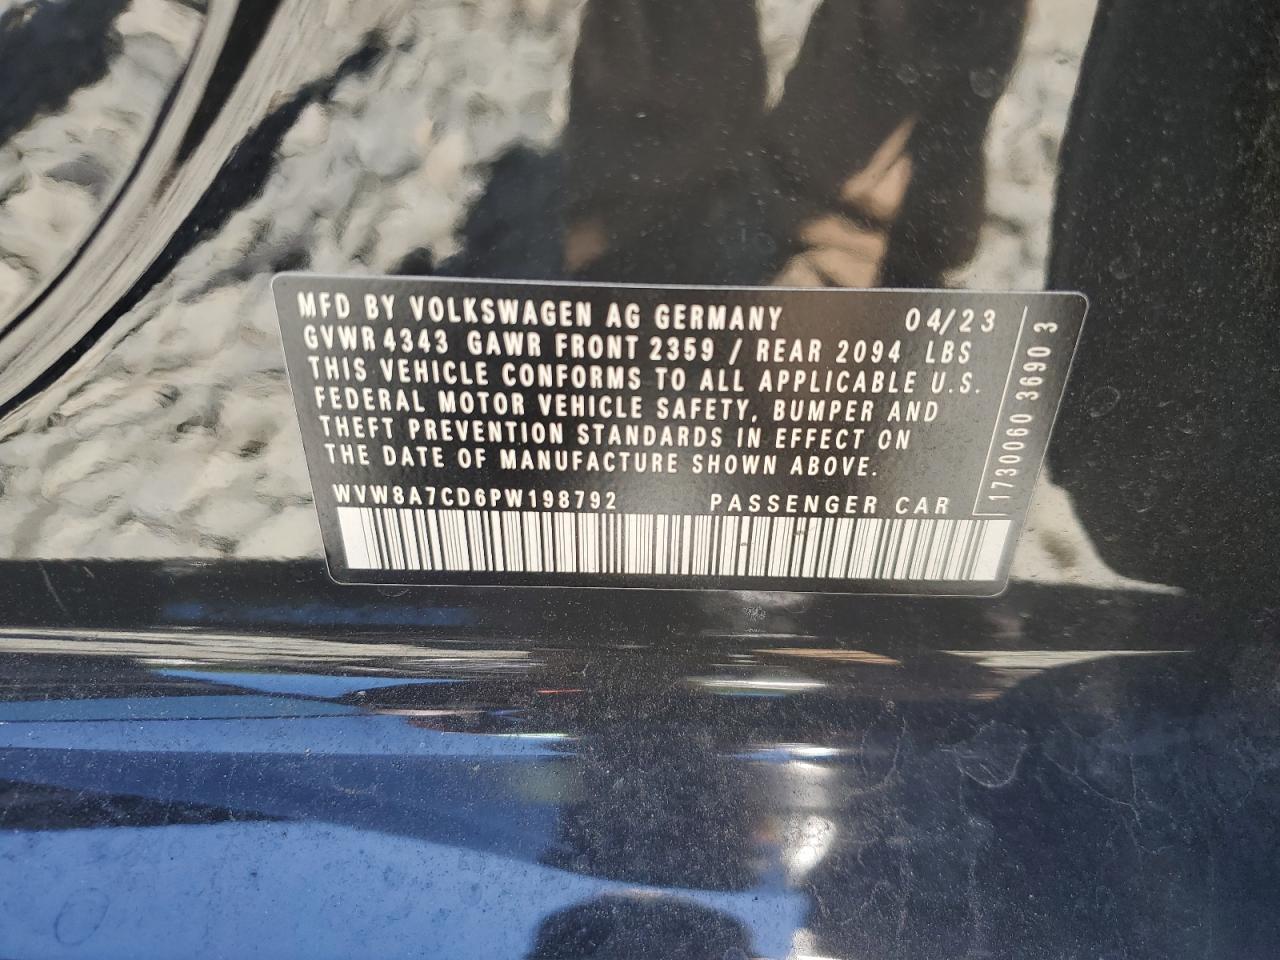 MFD BY VOLKSWAGEN AG GERMANY 04/23
GVWR 4343 GAWR FRONT 2359 / REAR 2094 LBS
THIS VEHICLE CONFORMS TO ALL APPLICABLE U.S.
FEDERAL MOTOR VEHICLE SAFETY, BUMPER AND
THEFT PREVENTION STANDARDS IN EFFECT ON
THE DATE OF MANUFACTURE SHOWN ABOVE.
WVW8A7CD6PW198792 PASSENGER CAR
1730060 3690 3